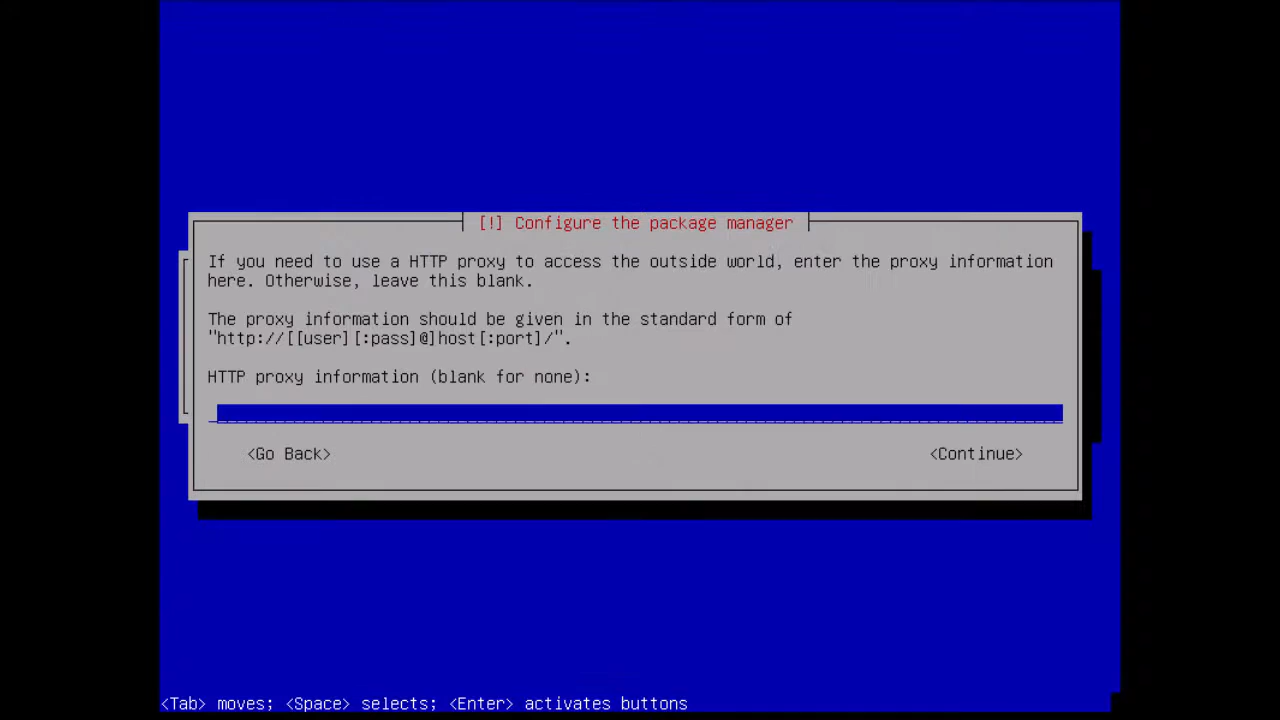 [!] Configure the package manager
If you need to use a HTTP proxy to access the outside world, enter the proxy information
here. Otherwise, leave this blank.
The proxy information should be given in the standard form of
"http://[[user][:pass]@]host[:port]/".
HTTP proxy information (blank for none):
<Go Back> <Continue>
<Tab> moves; <Space> selects; <Enter> activates buttons